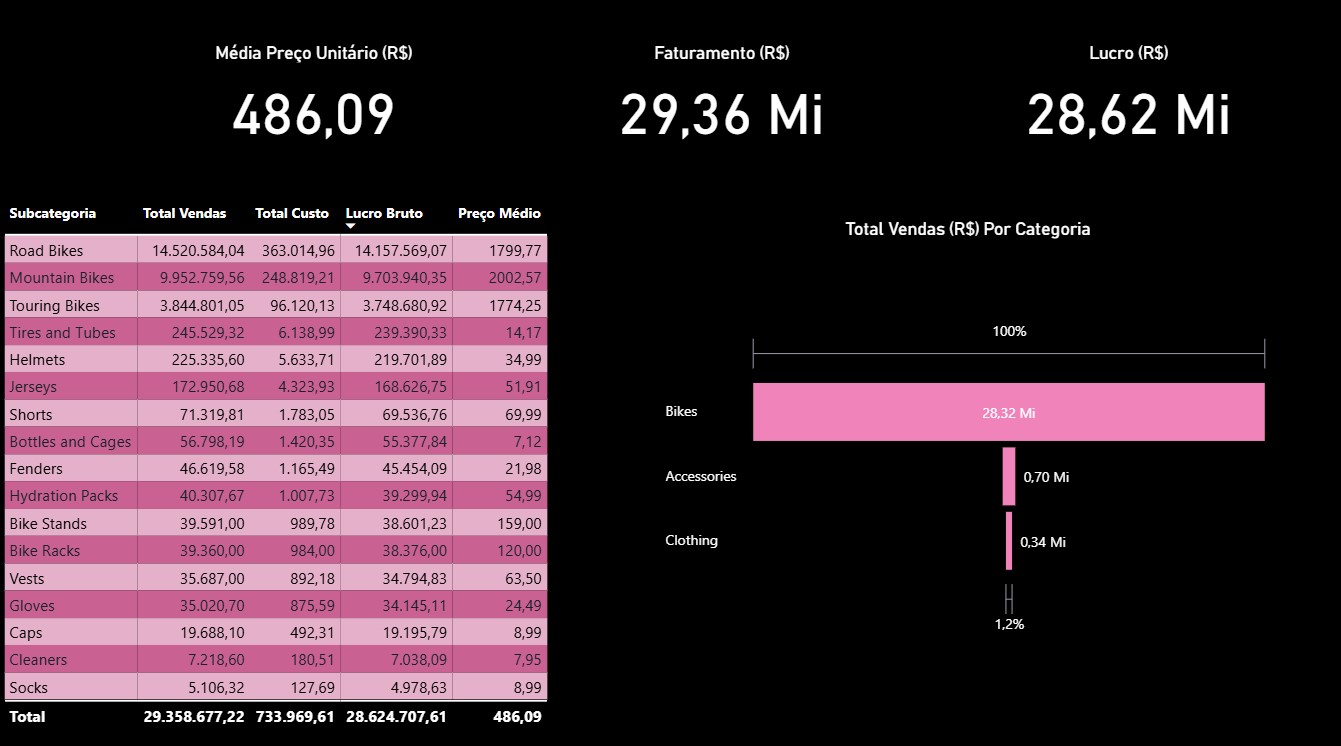 Média Preço Unitário (R$) Faturamento (R$) Lucro (R$)
486,09 29,36 Mi 28,62 Mi
Subcategoria Total Vendas Total Custo Lucro Bruto Preço Médio
Road Bikes 14.520.584,04 363.014,96 14.157.569,07 1799,77
Mountain Bikes 9.952.759,56 248.819,21 9.703.940,35 2002,57
Touring Bikes 3.844.801,05 96.120,13 3.748.680,92 1774,25
Tires and Tubes 245.529,32 6.138,99 239.390,33 14,17
Helmets 225.335,60 5.633,71 219.701,89 34,99
Jerseys 172.950,68 4.323,93 168.626,75 51,91
Shorts 71.319,81 1.783,05 69.536,76 69,99
Bottles and Cages 56.798,19 1.420,35 55.377,84 7,12
Fenders 46.619,58 1.165,49 45.454,09 21,98
Hydration Packs 40.307,67 1.007,73 39.299,94 54,99
Bike Stands 39.591,00 989,78 38.601,23 159,00
Bike Racks 39.360,00 984,00 38.376,00 120,00
Vests 35.687,00 892,18 34.794,83 63,50
Gloves 35.020,70 875,59 34.145,11 24,49
Caps 19.688,10 492,31 19.195,79 8,99
Cleaners 7.218,60 180,51 7.038,09 7,95
Socks 5.106,32 127,69 4.978,63 8,99
Total 29.358.677,22 733.969,61 28.624.707,61 486,09
Total Vendas (R$) Por Categoria
100%
Bikes 28,32 Mi
Accessories 0,70 Mi
Clothing 0,34 Mi
1,2%